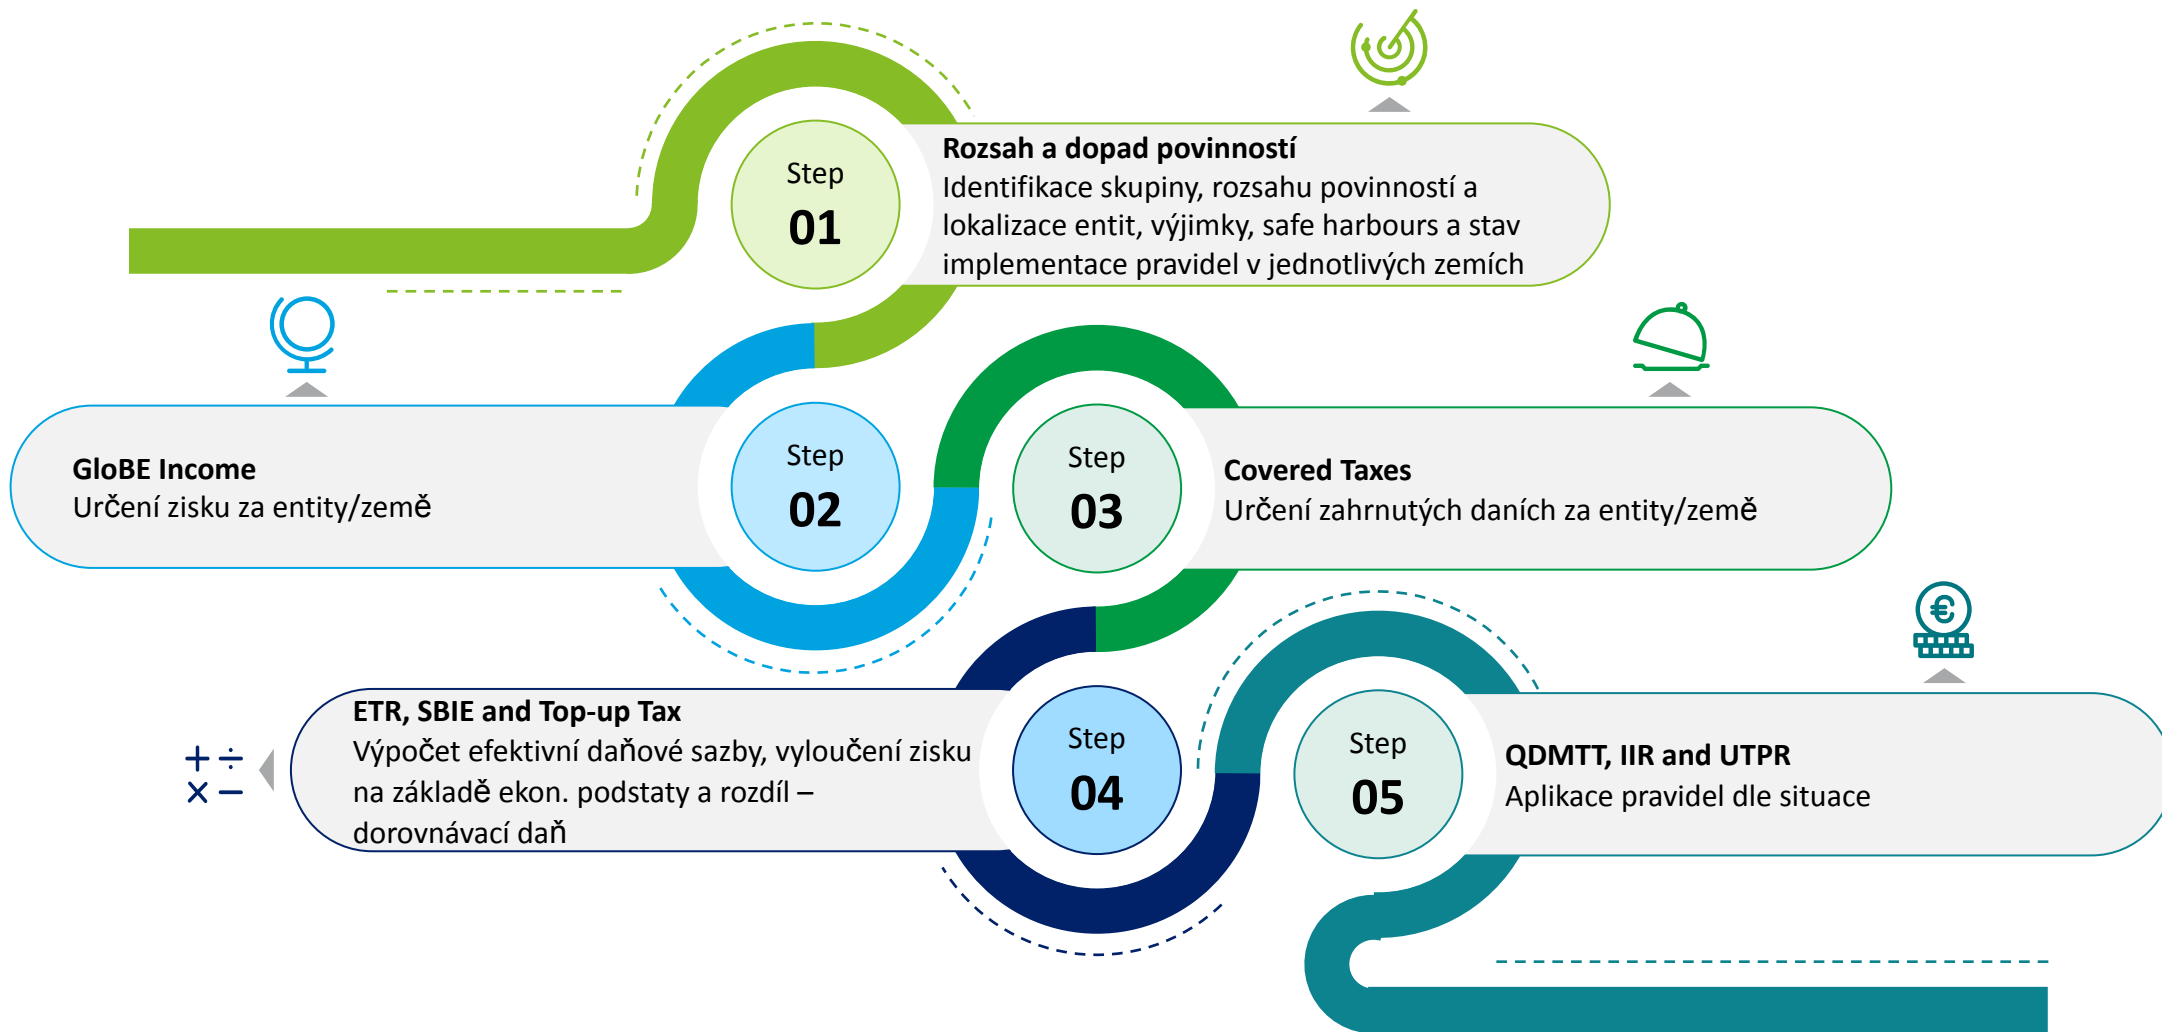 Step
01
Rozsah a dopad povinností
Identifikace skupiny, rozsahu povinností a
lokalizace entit, výjimky, safe harbours a stav
implementace pravidel v jednotlivých zemích
GloBE Income
Určení zisku za entity/země
Step
02
Step
03
Covered Taxes
Určení zahrnutých daních za entity/země
ETR, SBIE and Top-up Tax
Výpočet efektivní daňové sazby, vyloučení zisku
na základě ekon. podstaty a rozdíl –
dorovnávací daň
Step
04
Step
05
QDMTT, IIR and UTPR
Aplikace pravidel dle situace